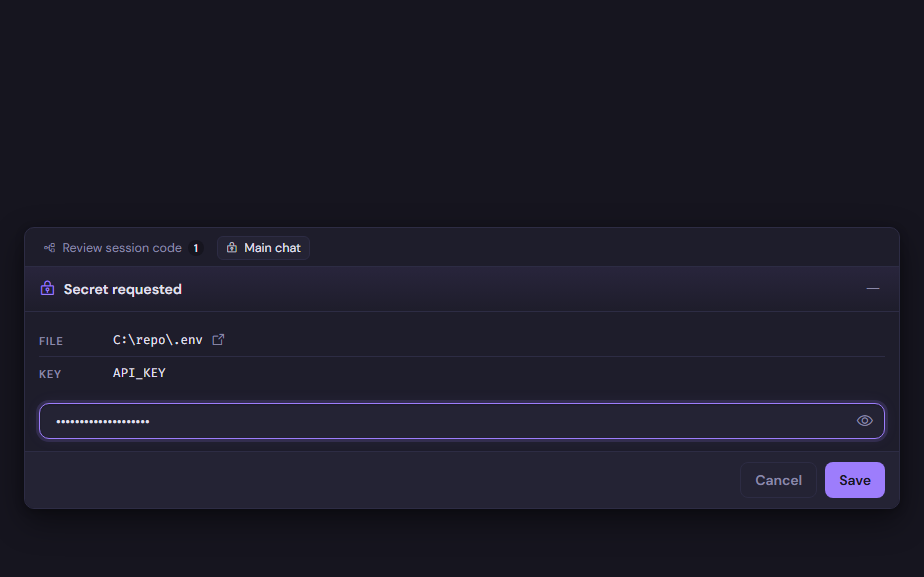 Review session code 1 Main chat
Secret requested
FILE C:\repo\.env
KEY API_KEY
••••••••••••••••••••
Cancel Save